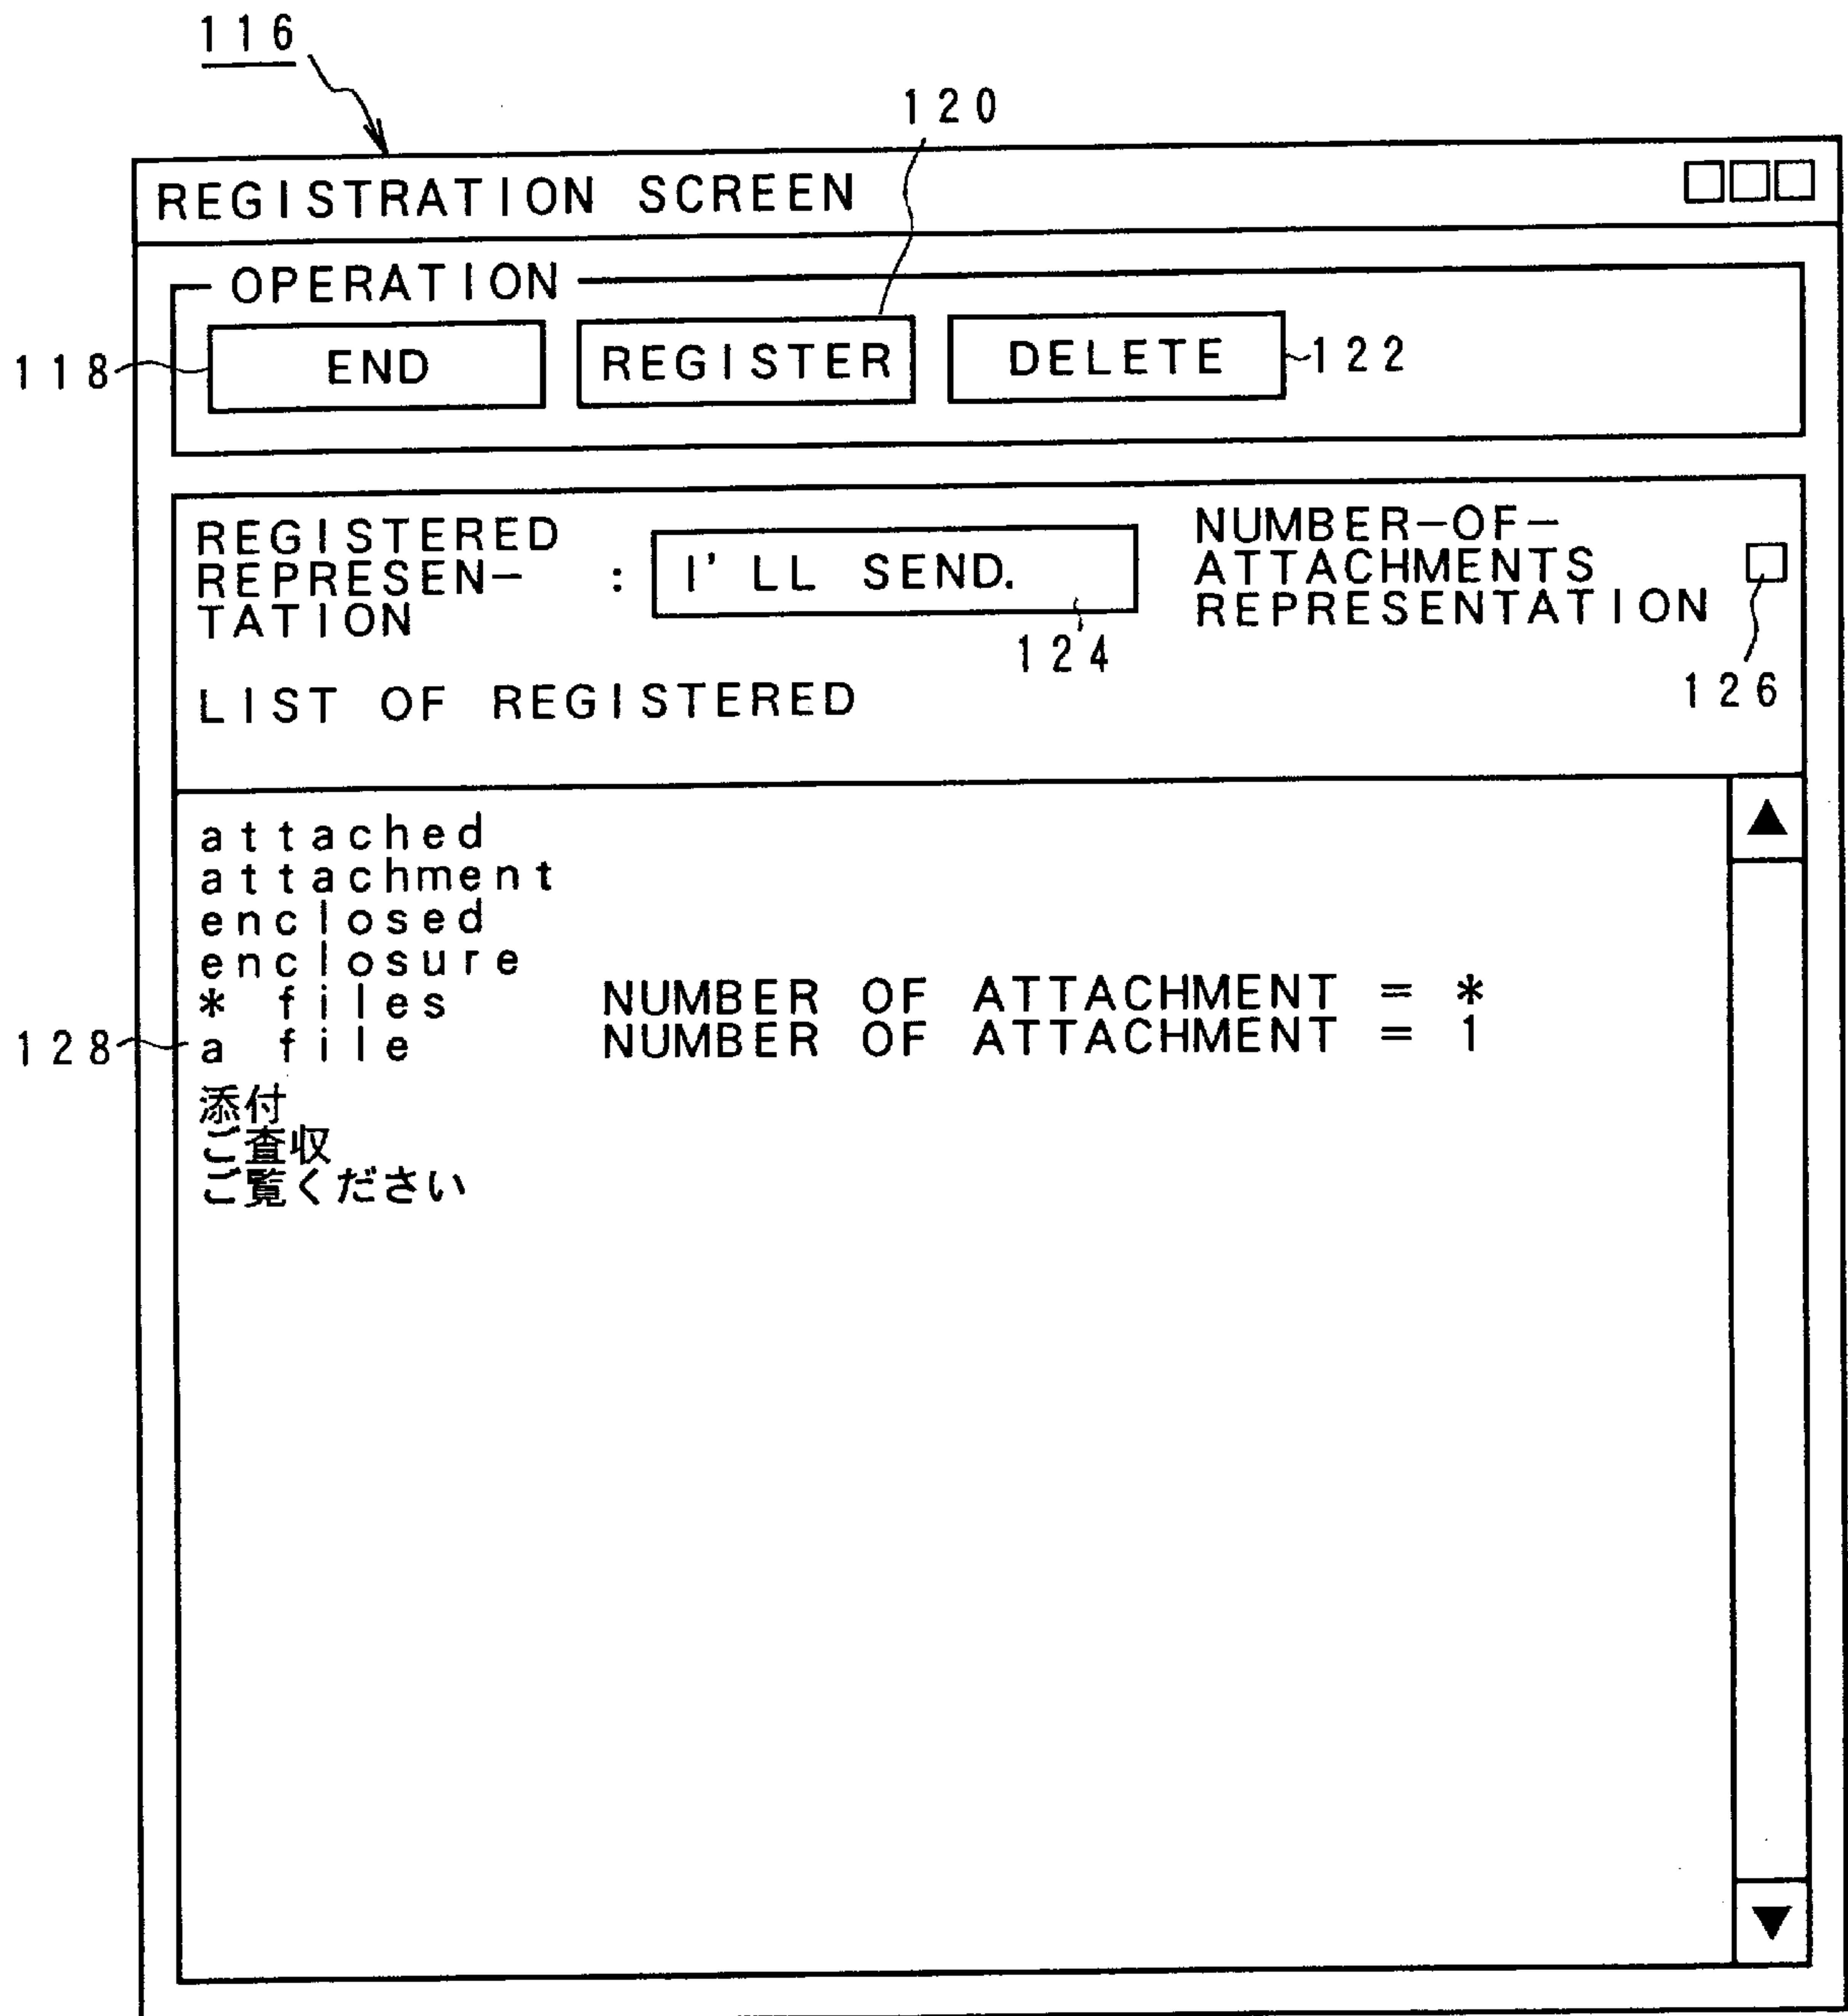 116
120
REGISTRATION SCREEN
OPERATION
118
END
REGISTER
DELETE
122
REGISTERED
REPRESEN-
TATION
:
I' LL SEND.
124
NUMBER-OF-
ATTACHMENTS
REPRESENTATION
126
LIST OF REGISTERED
attached
attachment
enclosed
enclosure
* files NUMBER OF ATTACHMENT = *
128 a file NUMBER OF ATTACHMENT = 1
添付
ご査収
ご覧ください